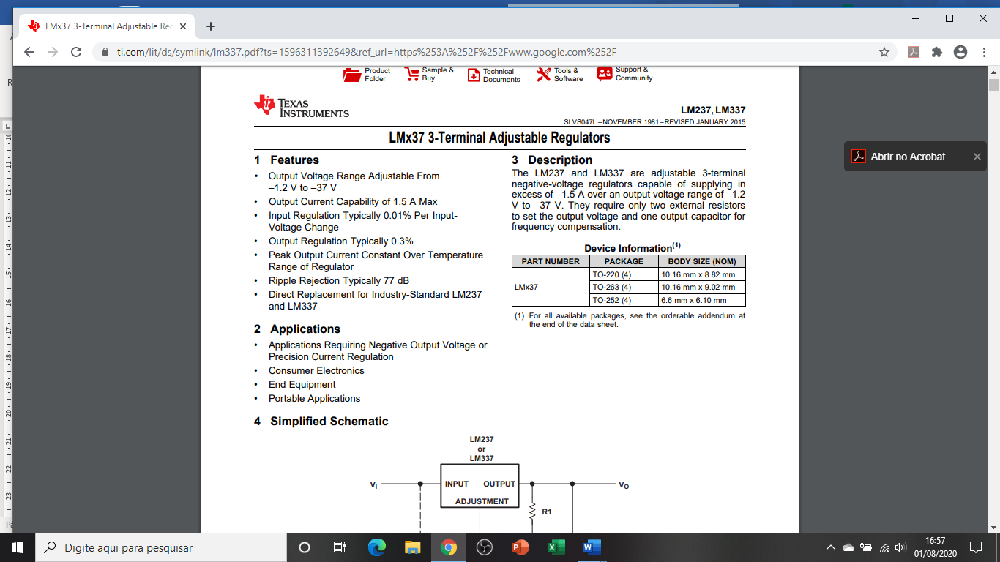 LMx37 3-Terminal Adjustable Reg
ti.com/lit/ds/symlink/lm337.pdf?ts=1596311392649&ref_url=https%253A%252F%252Fwww.google.com%252F
Product Folder
Sample & Buy
Technical Documents
Tools & Software
Support & Community
TEXAS INSTRUMENTS
LM237, LM337
SLVS047L – NOVEMBER 1981 – REVISED JANUARY 2015
LMx37 3-Terminal Adjustable Regulators
Abrir no Acrobat
1 Features
• Output Voltage Range Adjustable From
–1.2 V to –37 V
• Output Current Capability of 1.5 A Max
• Input Regulation Typically 0.01% Per Input-
Voltage Change
• Output Regulation Typically 0.3%
• Peak Output Current Constant Over Temperature
Range of Regulator
• Ripple Rejection Typically 77 dB
• Direct Replacement for Industry-Standard LM237
and LM337
2 Applications
• Applications Requiring Negative Output Voltage or
Precision Current Regulation
• Consumer Electronics
• End Equipment
• Portable Applications
3 Description
The LM237 and LM337 are adjustable 3-terminal
negative-voltage regulators capable of supplying in
excess of –1.5 A over an output voltage range of –1.2
V to –37 V. They require only two external resistors
to set the output voltage and one output capacitor for
frequency compensation.
Device Information(1)
PART NUMBER PACKAGE BODY SIZE (NOM)
LMx37
TO-220 (4) 10.16 mm x 8.82 mm
TO-263 (4) 10.16 mm x 9.02 mm
TO-252 (4) 6.6 mm x 6.10 mm
(1) For all available packages, see the orderable addendum at
the end of the data sheet.
4 Simplified Schematic
LM237
or
LM337
VI INPUT OUTPUT VO
ADJUSTMENT
R1
Digite aqui para pesquisar
16:57
01/08/2020